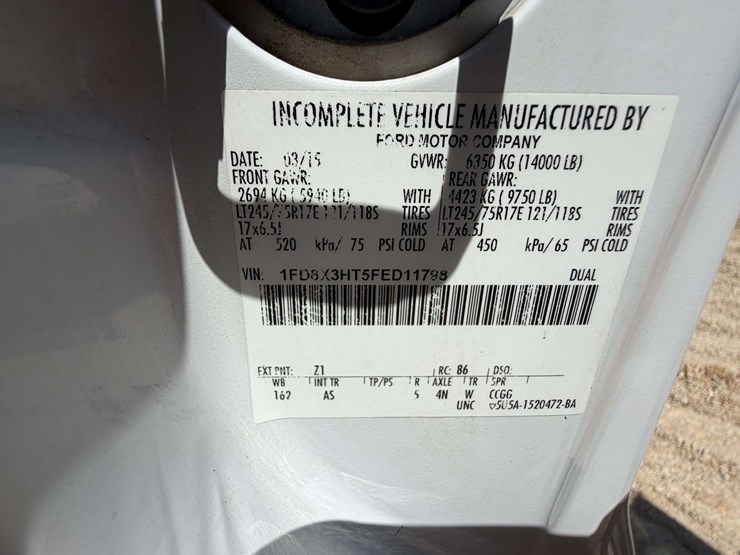 INCOMPLETE VEHICLE MANUFACTURED BY
FORD MOTOR COMPANY
DATE: 03/15 GVWR: 6350 KG (14000 LB)
FRONT GAWR: REAR GAWR:
2694 KG ( 5940 LB) WITH 4423 KG ( 9750 LB) WITH
LT245/75R17E 121/118S TIRES LT245/75R17E 121/118S TIRES
17x6.5J RIMS 17x6.5J RIMS
AT 520 kPa/ 75 PSI COLD AT 450 kPa/ 65 PSI COLD
VIN: 1FD8X3HT5FED11798 DUAL
EXT PNT: Z1 RC: 86 DSO:
WB INT TR TP/PS R AXLE TR SPR
162 AS 5 4N W CCGG
UNC ▽5U5A-1520472-BA